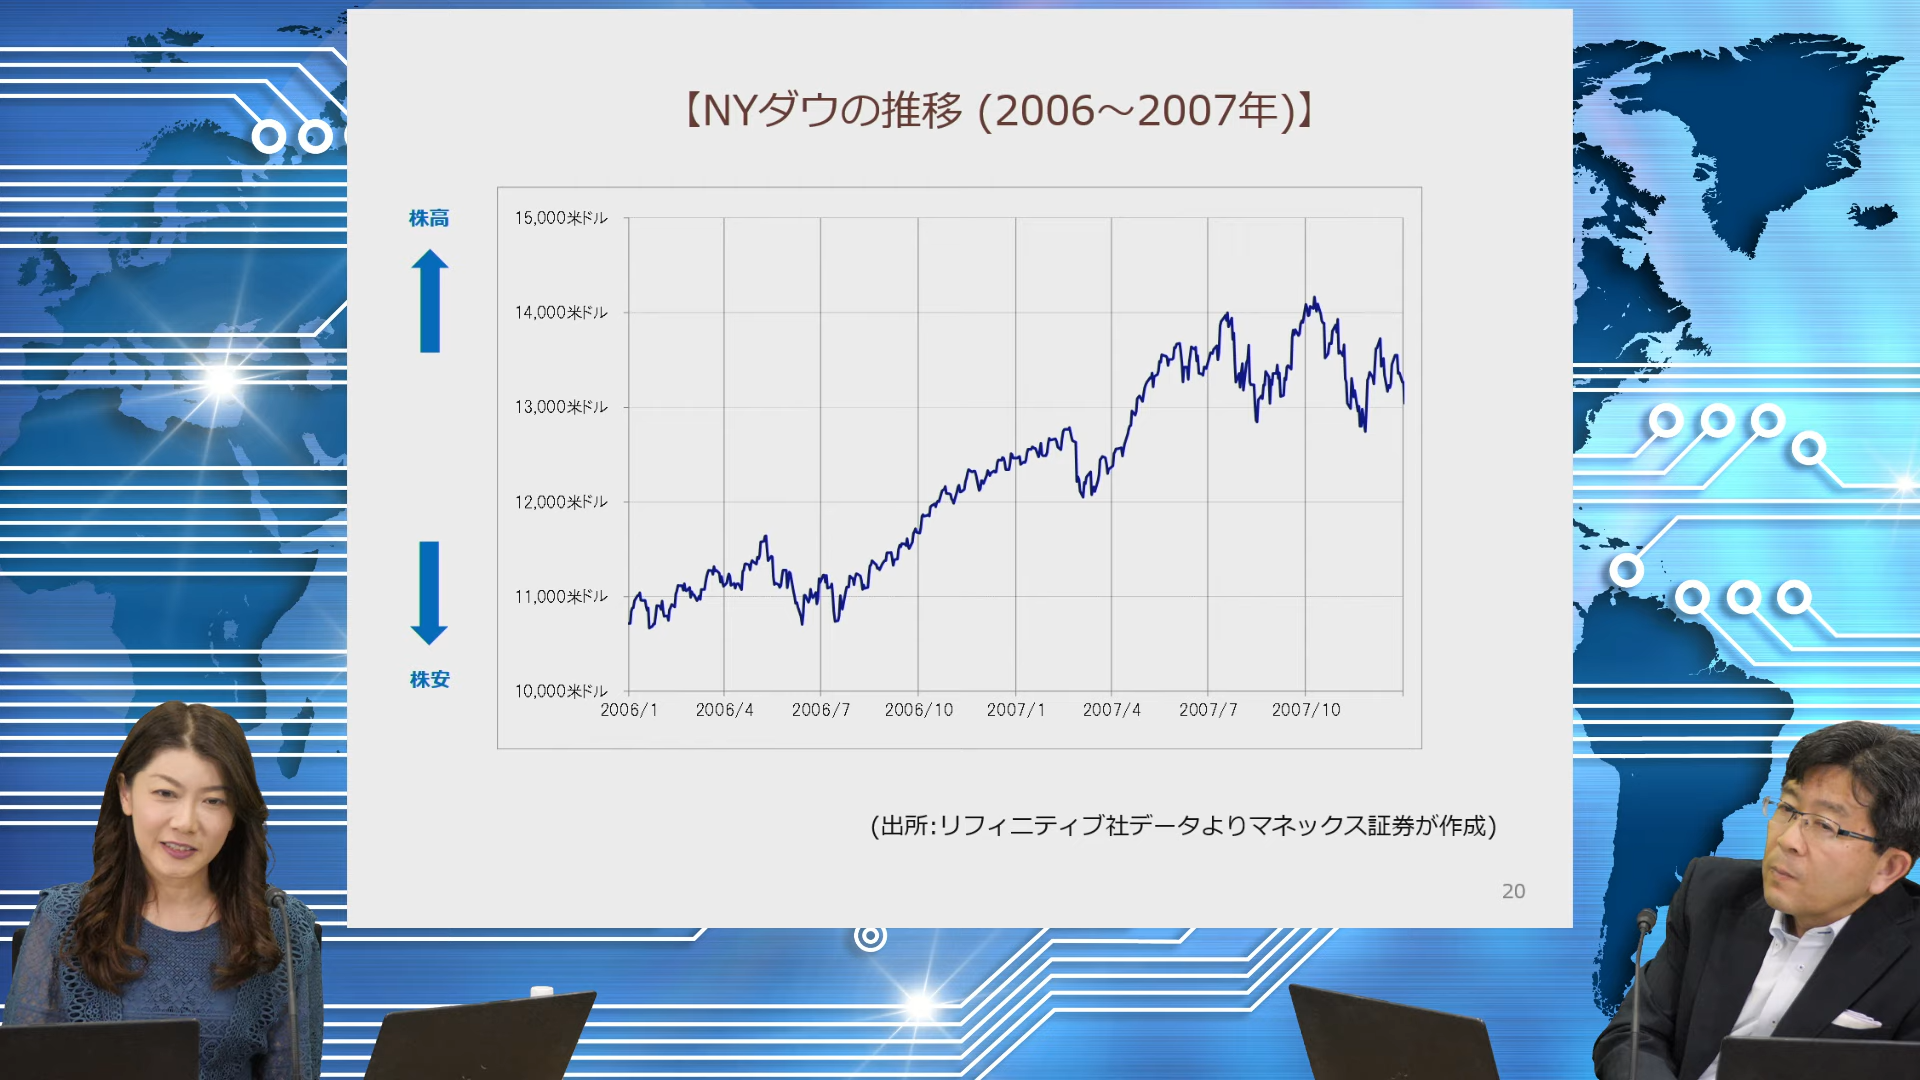 【NYダウの推移 (2006～2007年)】
株高
株安
15,000米ドル
14,000米ドル
13,000米ドル
12,000米ドル
11,000米ドル
10,000米ドル
2006/1 2006/4 2006/7 2006/10 2007/1 2007/4 2007/7 2007/10
(出所:リフィニティブ社データよりマネックス証券が作成)
20